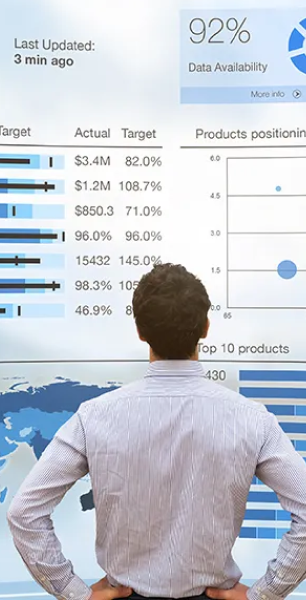 Last Updated:
3 min ago
92%
Data Availability
More info
Target Actual Target
$3.4M 82.0%
$1.2M 108.7%
$850.3 71.0%
96.0% 96.0%
15432 145.0%
98.3%
46.9%
Products positionin
6.0
4.5
3.0
1.5
0.0
65
Top 10 products
430